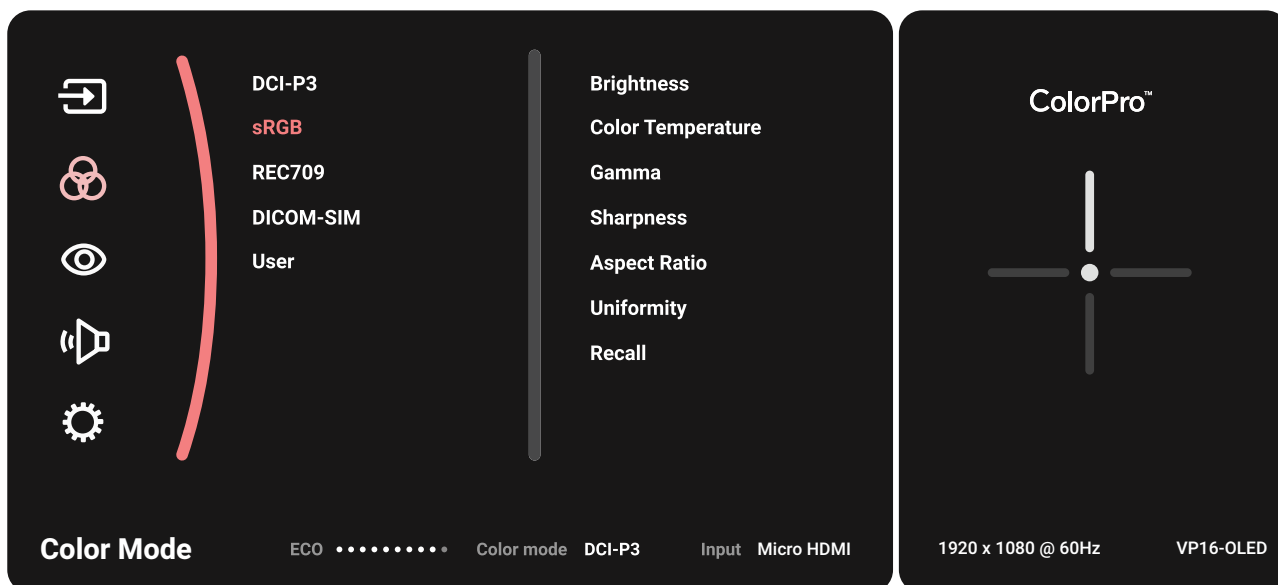 DCI-P3
sRGB
REC709
DICOM-SIM
User
Brightness
Color Temperature
Gamma
Sharpness
Aspect Ratio
Uniformity
Recall
Color Mode
ECO
Color mode DCI-P3
Input Micro HDMI
ColorPro™
1920 x 1080 @ 60Hz
VP16-OLED